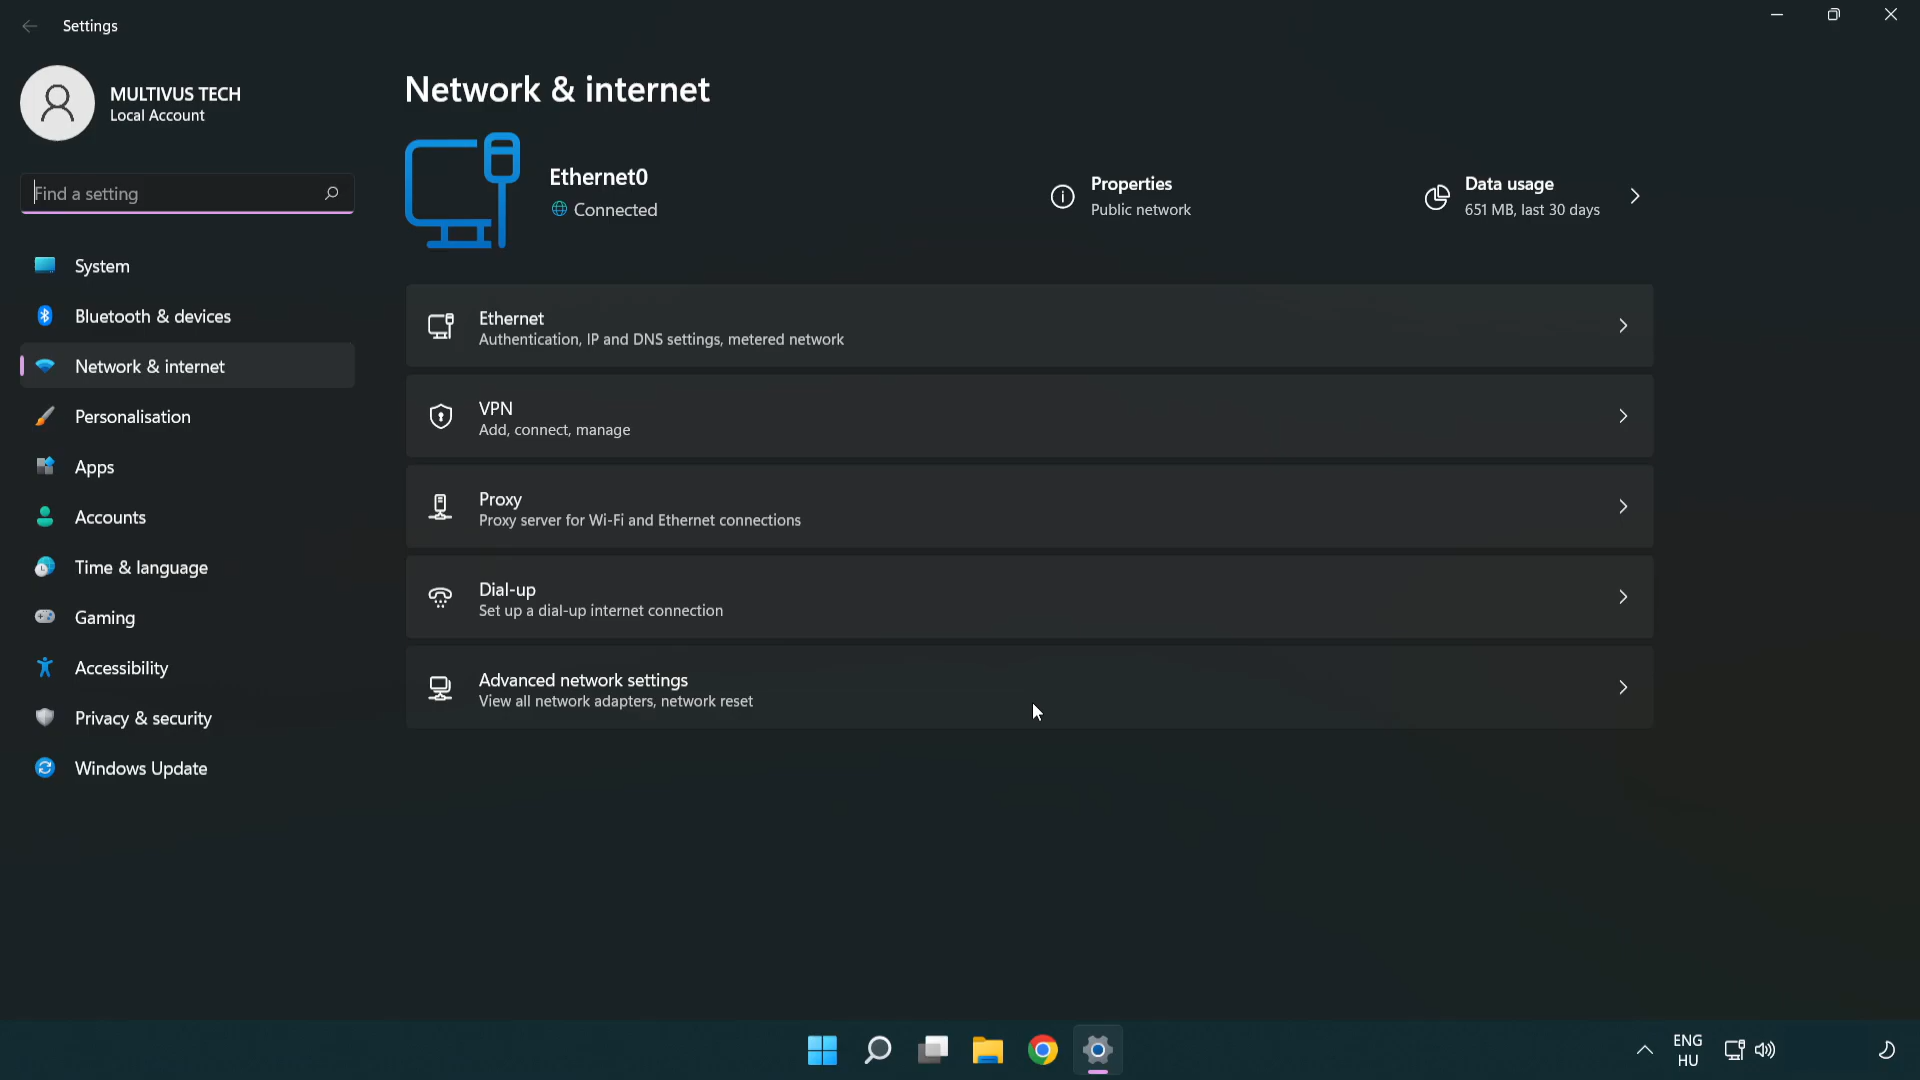 Settings
MULTIVUS TECH
Local Account
Find a setting
System
Bluetooth & devices
Network & internet
Personalisation
Apps
Accounts
Time & language
Gaming
Accessibility
Privacy & security
Windows Update
Network & internet
Ethernet0
Connected
Properties
Public network
Data usage
651 MB, last 30 days
Ethernet
Authentication, IP and DNS settings, metered network
VPN
Add, connect, manage
Proxy
Proxy server for Wi-Fi and Ethernet connections
Dial-up
Set up a dial-up internet connection
Advanced network settings
View all network adapters, network reset
ENG
HU